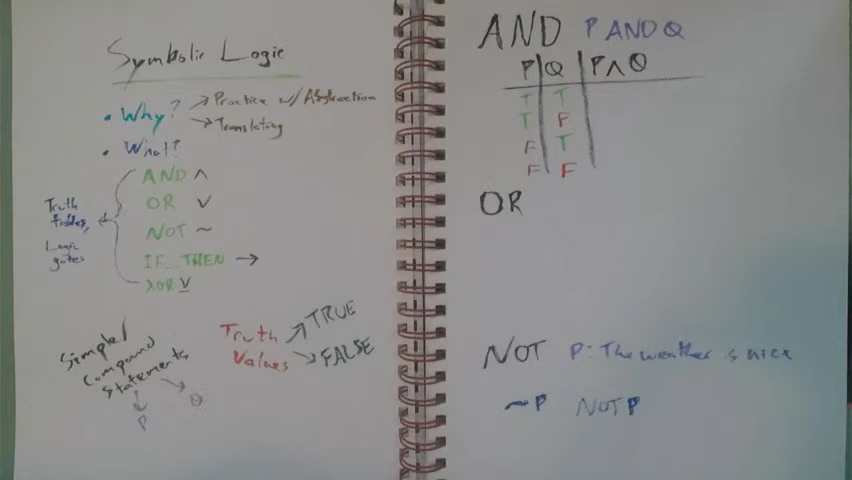 Symbolic Logic
• Why? → Practice w/ Abstraction
→ Translating
• What?
AND ∧
OR ∨
NOT ~
IF...THEN →
XOR ⊻
Truth
tables,
Logic
gates
Simple/
Compound
Statements
P
Q
Truth
Values
TRUE
FALSE
AND P AND Q
P Q P∧Q
T T
T F
F T
F F
OR
NOT P: The weather is nice
~P NOT P